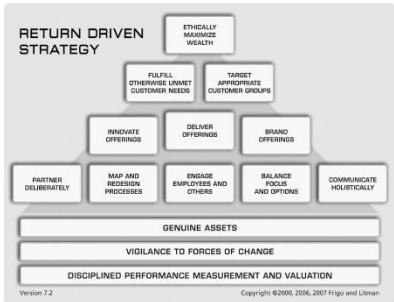 RETURN DRIVEN
STRATEGY
ETHICALLY
MAXIMIZE
WEALTH
FULFILL
OTHERWISE UNMET
CUSTOMER NEEDS
TARGET
APPROPRIATE
CUSTOMER GROUPS
INNOVATE
OFFERINGS
DELIVER
OFFERINGS
BRAND
OFFERINGS
PARTNER
DELIBERATELY
MAP AND
REDESIGN
PROCESSES
ENGAGE
EMPLOYEES AND
OTHERS
BALANCE
FOCUS
AND OPTIONS
COMMUNICATE
HOLISTICALLY
GENUINE ASSETS
VIGILANCE TO FORCES OF CHANGE
DISCIPLINED PERFORMANCE MEASUREMENT AND VALUATION
Version 7.2
Copyright ©2000, 2006, 2007 Frigo and Litman